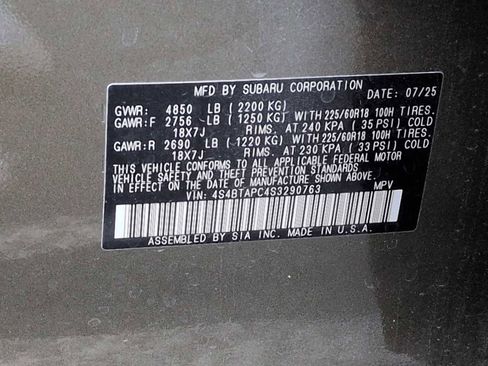 MFD BY SUBARU CORPORATION DATE: 07/25
GVWR: 4850 LB (2200 KG)
GAWR:F 2756 LB (1250 KG) WITH 225/60R18 100H TIRES.
18X7J RIMS. AT 240 KPA (35 PSI) COLD
GAWR:R 2690 LB (1220 KG) WITH 225/60R18 100H TIRES.
18X7J RIMS. AT 230 KPA (33 PSI) COLD
THIS VEHICLE CONFORMS TO ALL APPLICABLE FEDERAL MOTOR
VEHICLE SAFETY AND THEFT PREVENTION STANDARDS IN EFFECT
ON THE DATE OF MANUFACTURE SHOWN ABOVE.
VIN: 4S4BTAPC4S3290763 MPV
ASSEMBLED BY SIA INC. MADE IN U.S.A.